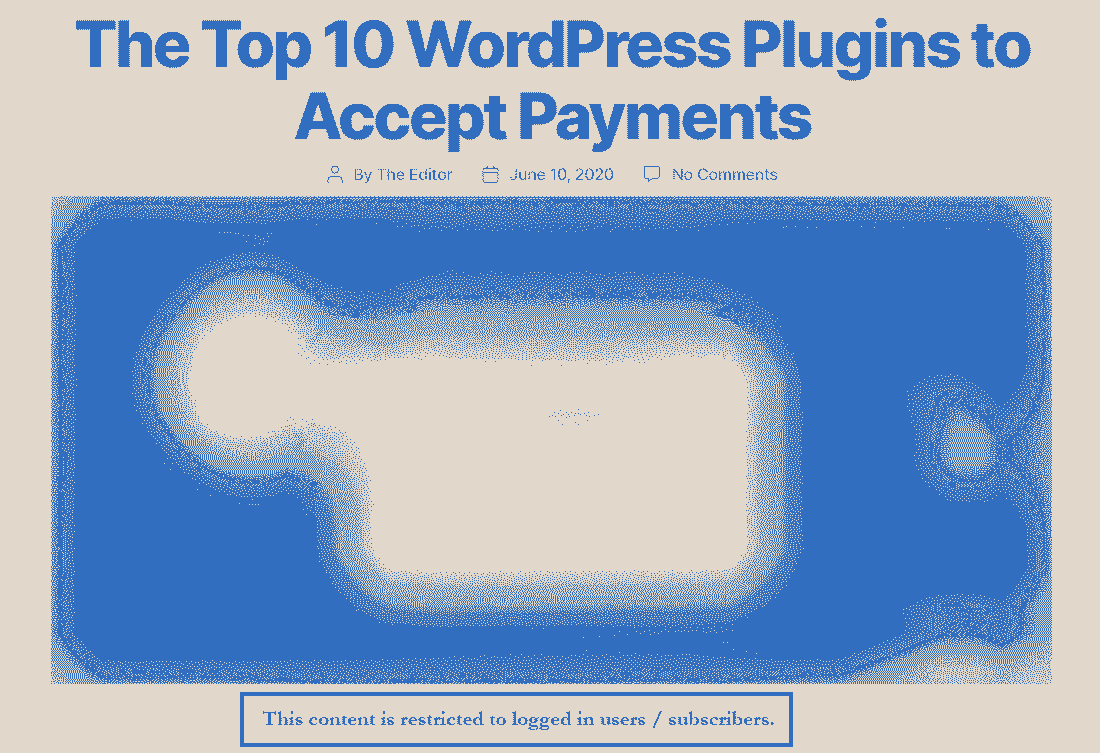 The Top 10 WordPress Plugins to
Accept Payments
By The Editor June 10, 2020 No Comments
This content is restricted to logged in users / subscribers.